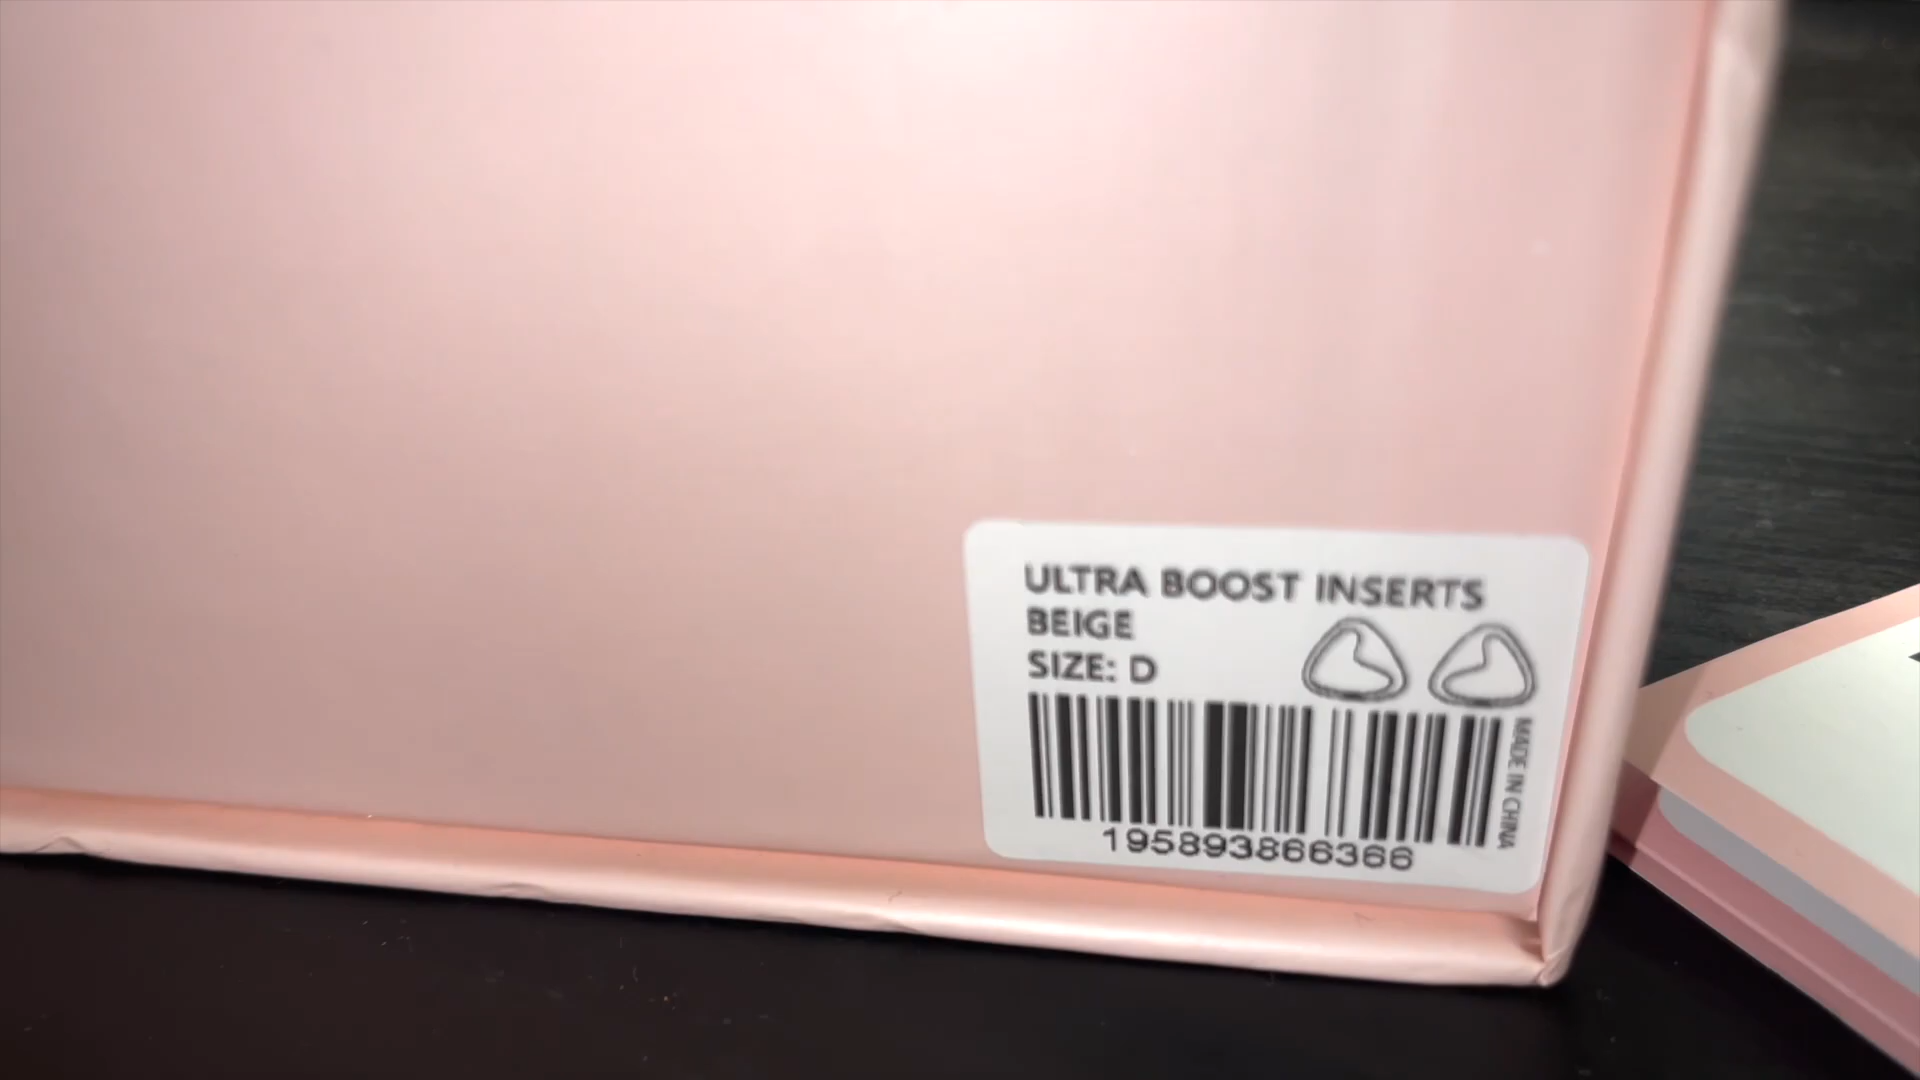 ULTRA BOOST INSERTS
BEIGE
SIZE: D
MADE IN CHINA
195893866366